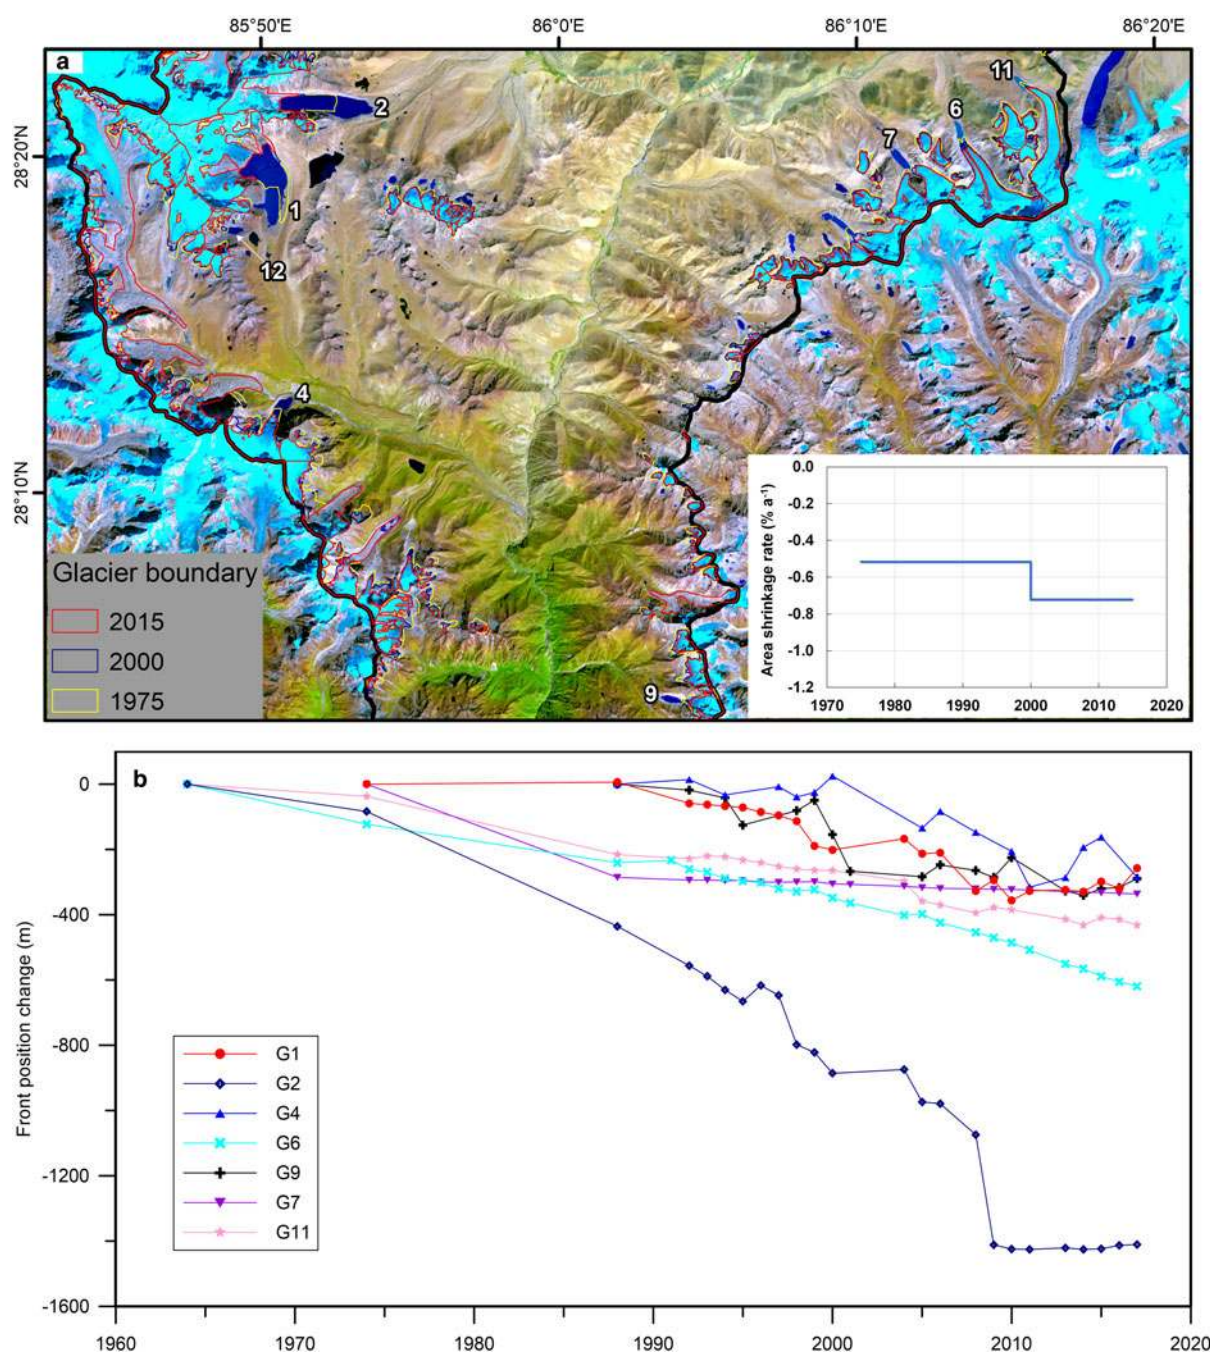 85°50'E 86°0'E 86°10'E 86°20'E
a
11
2
6
7
28°20'N
1
12
4
28°10'N
9
Glacier boundary
2015
2000
1975
Area shrinkage rate (% a⁻¹)
0.0
-0.2
-0.4
-0.6
-0.8
-1.0
-1.2
1970 1980 1990 2000 2010 2020
b
Front position change (m)
0
-400
-800
-1200
-1600
G1
G2
G4
G6
G9
G7
G11
1960 1970 1980 1990 2000 2010 2020